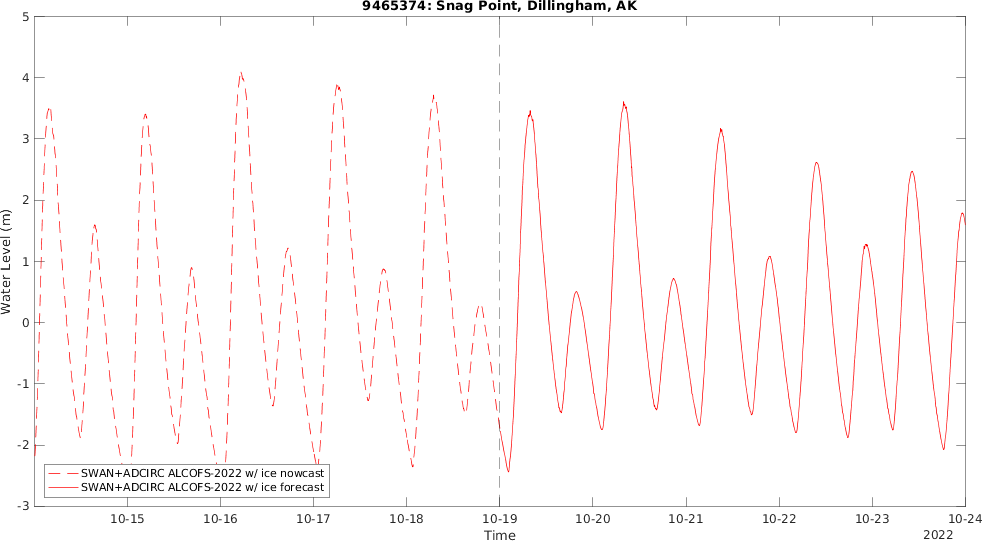 9465374: Snag Point, Dillingham, AK
5
4
3
2
1
0
-1
-2
-3
Water Level (m)
SWAN+ADCIRC ALCOFS-2022 w/ ice nowcast
SWAN+ADCIRC ALCOFS-2022 w/ ice forecast
10-15 10-16 10-17 10-18 10-19 10-20 10-21 10-22 10-23 10-24
Time
2022